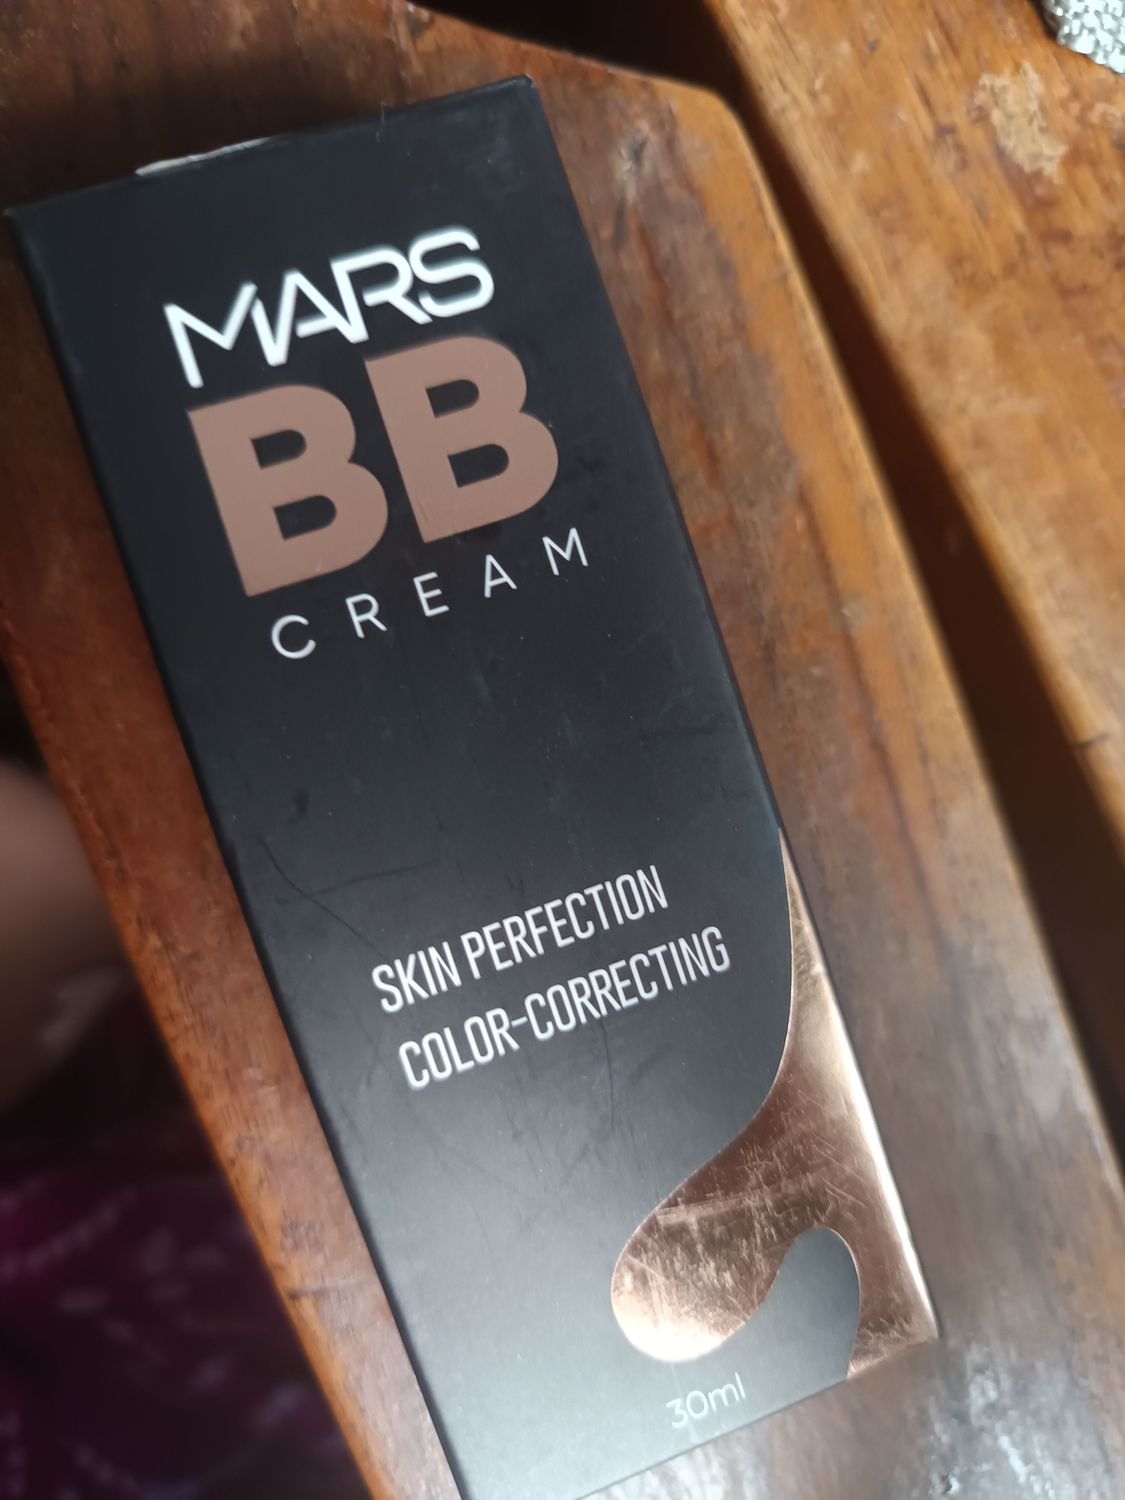 MARS
BB
CREAM
SKIN PERFECTION
COLOR-CORRECTING
30ml